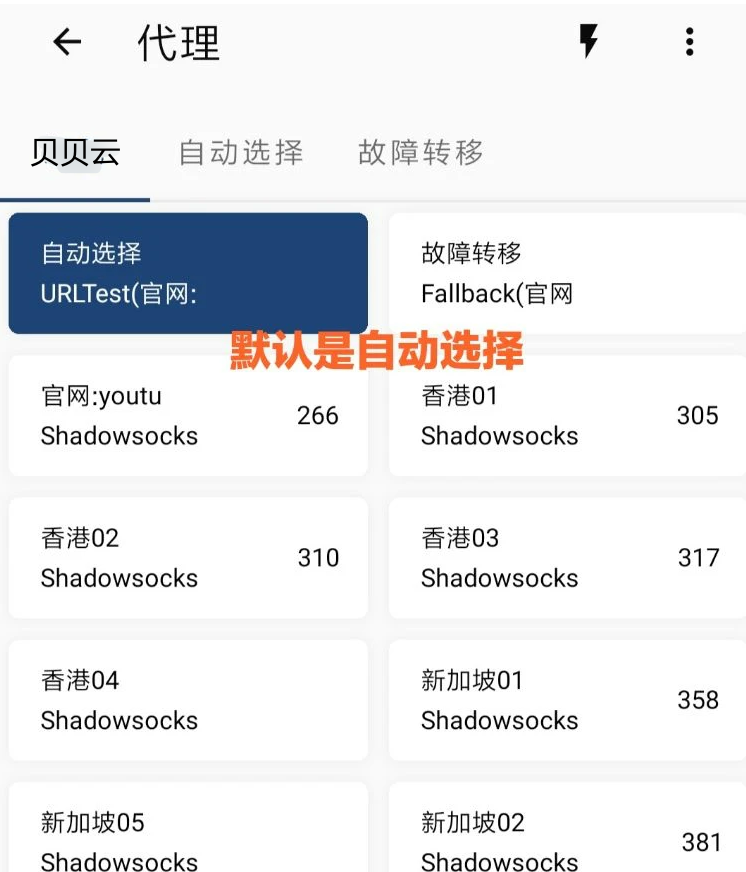 代理
贝贝云 自动选择 故障转移
自动选择
URLTest(官网:
故障转移
Fallback(官网
默认是自动选择
官网:youtu
Shadowsocks
266
香港01
Shadowsocks
305
香港02
Shadowsocks
310
香港03
Shadowsocks
317
香港04
Shadowsocks
新加坡01
Shadowsocks
358
新加坡05
Shadowsocks
新加坡02
Shadowsocks
381